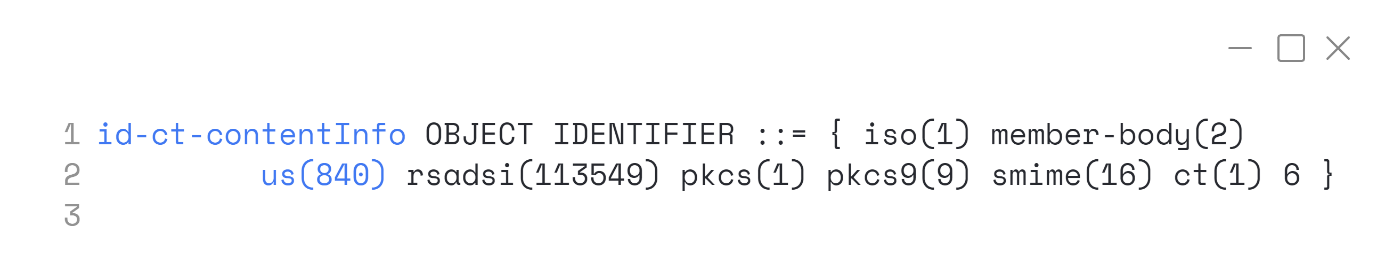 1 id-ct-contentInfo OBJECT IDENTIFIER ::= { iso(1) member-body(2)
2 us(840) rsadsi(113549) pkcs(1) pkcs9(9) smime(16) ct(1) 6 }
3